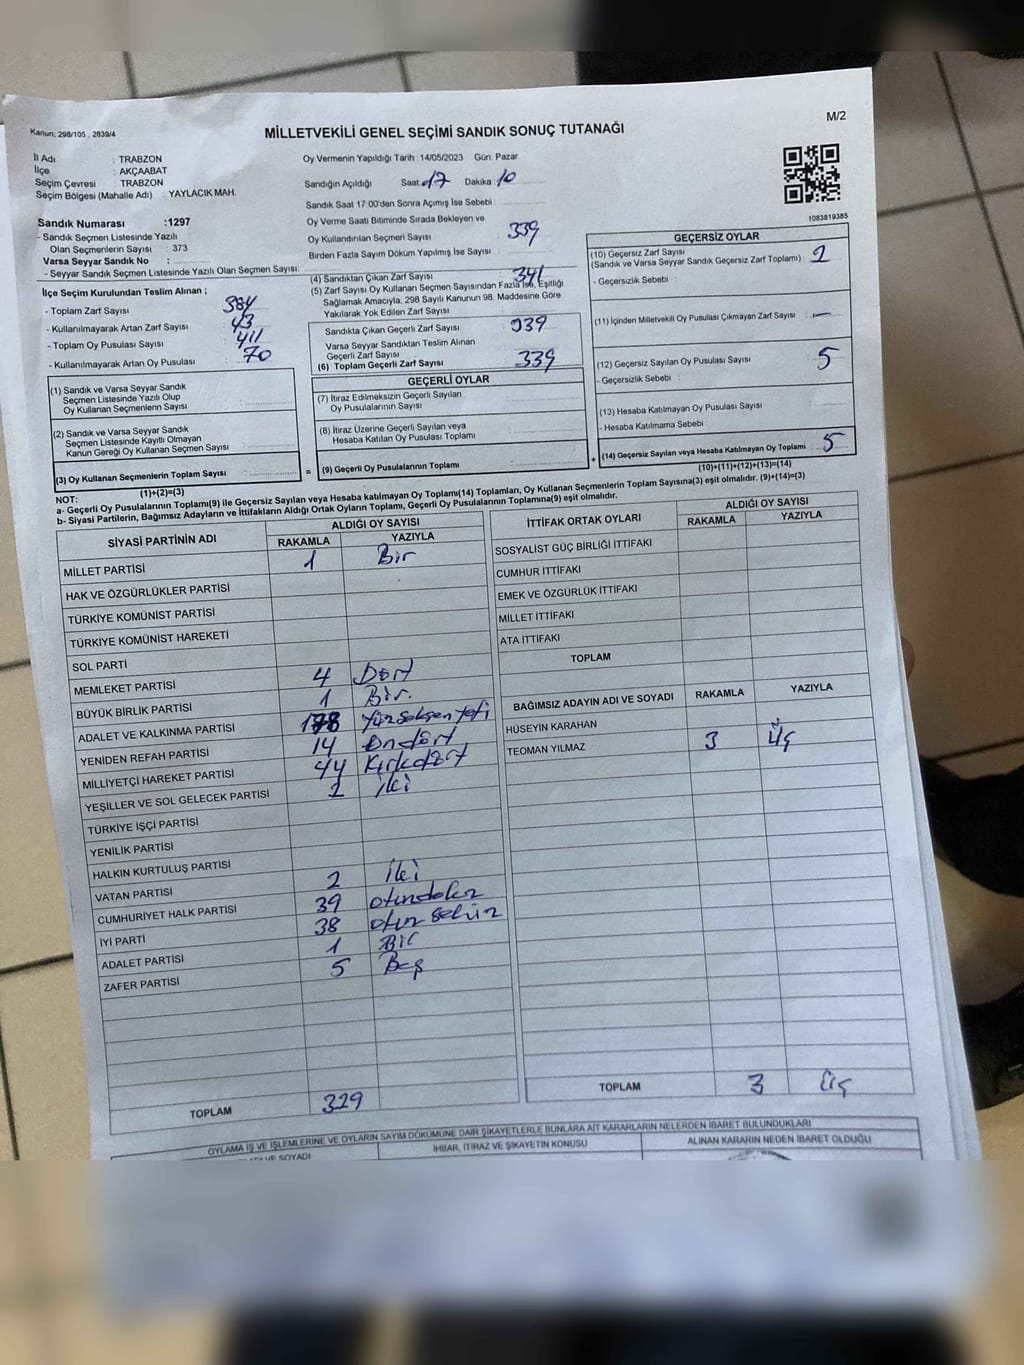 Kanun: 298/105 , 2839/4
M/2
MİLLETVEKİLİ GENEL SEÇİMİ SANDIK SONUÇ TUTANAĞI
İl Adı : TRABZON
İlçe : AKÇAABAT
Seçim Çevresi : TRABZON
Seçim Bölgesi (Mahalle Adı) : YAYLACIK MAH.
Sandık Numarası :1297
- Sandık Seçmen Listesinde Yazılı
Olan Seçmenlerin Sayısı : 373
Varsa Seyyar Sandık No :
- Seyyar Sandık Seçmen Listesinde Yazılı Olan Seçmen Sayısı:
Oy Vermenin Yapıldığı Tarih : 14/05/2023 Gün: Pazar
Sandığın Açıldığı Saat: 17 Dakika: 10
Sandık Saat 17:00'den Sonra Açımış İse Sebebi :
Oy Verme Saati Bitiminde Sırada Bekleyen ve
Oy Kullandırılan Seçmen Sayısı : 339
Birden Fazla Sayım Döküm Yapılmış İse Sayısı :
1083819385
İlçe Seçim Kurulundan Teslim Alınan ;
- Toplam Zarf Sayısı : 384
- Kullanılmayarak Artan Zarf Sayısı : 43
- Toplam Oy Pusulası Sayısı : 411
- Kullanılmayarak Artan Oy Pusulası : 70
(4) Sandıktan Çıkan Zarf Sayısı : 341
(5) Zarf Sayısı Oy Kullanan Seçmen Sayısından Fazla İse, Eşitliği
Sağlamak Amacıyla, 298 Sayılı Kanunun 98. Maddesine Göre
Yakılarak Yok Edilen Zarf Sayısı :
Sandıkta Çıkan Geçerli Zarf Sayısı : 339
Varsa Seyyar Sandıktan Teslim Alınan
Geçerli Zarf Sayısı :
(6) Toplam Geçerli Zarf Sayısı : 339
GEÇERSİZ OYLAR
(10) Geçersiz Zarf Sayısı : 2
(Sandık ve Varsa Seyyar Sandık Geçersiz Zarf Toplamı)
- Geçersizlik Sebebi :
(11) İçinden Milletvekili Oy Pusulası Çıkmayan Zarf Sayısı : —
(12) Geçersiz Sayılan Oy Pusulası Sayısı : 5
- Geçersizlik Sebebi :
(13) Hesaba Katılmayan Oy Pusulası Sayısı :
- Hesaba Katılmama Sebebi :
(14) Geçersiz Sayılan veya Hesaba Katılmayan Oy Toplamı : 5
(10)+(11)+(12)+(13)=(14)
(1) Sandık ve Varsa Seyyar Sandık
Seçmen Listesinde Yazılı Olup
Oy Kullanan Seçmenlerin Sayısı :
(2) Sandık ve Varsa Seyyar Sandık
Seçmen Listesinde Kayıtlı Olmayan
Kanun Gereği Oy Kullanan Seçmen Sayısı :
(3) Oy Kullanan Seçmenlerin Toplam Sayısı :
(1)+(2)=(3)
GEÇERLİ OYLAR
(7) İtiraz Edilmeksizin Geçerli Sayılan
Oy Pusulalarının Sayısı :
(8) İtiraz Üzerine Geçerli Sayılan veya
Hesaba Katılan Oy Pusulası Toplamı :
= (9) Geçerli Oy Pusulalarının Toplamı : +
NOT:
a- Geçerli Oy Pusulalarının Toplamı(9) ile Geçersiz Sayılan veya Hesaba katılmayan Oy Toplamı(14) Toplamları, Oy Kullanan Seçmenlerin Toplam Sayısına(3) eşit olmalıdır. (9)+(14)=(3)
b- Siyasi Partilerin, Bağımsız Adayların ve İttifakların Aldığı Ortak Oyların Toplamı, Geçerli Oy Pusulalarının Toplamına(9) eşit olmalıdır.
SİYASİ PARTİNİN ADI ALDIĞI OY SAYISI
RAKAMLA YAZIYLA
MİLLET PARTİSİ 1 Bir
HAK VE ÖZGÜRLÜKLER PARTİSİ
TÜRKİYE KOMÜNİST PARTİSİ
TÜRKİYE KOMÜNİST HAREKETİ
SOL PARTİ
MEMLEKET PARTİSİ 4 Dört
BÜYÜK BİRLİK PARTİSİ 1 Bir.
ADALET VE KALKINMA PARTİSİ
YENİDEN REFAH PARTİSİ 14 Ondört
MİLLİYETÇİ HAREKET PARTİSİ 44 Kırkdört
YEŞİLLER VE SOL GELECEK PARTİSİ 2 İki
TÜRKİYE İŞÇİ PARTİSİ
YENİLİK PARTİSİ
HALKIN KURTULUŞ PARTİSİ
VATAN PARTİSİ 2 İki
CUMHURİYET HALK PARTİSİ 39
İYİ PARTİ 38
ADALET PARTİSİ 1 Bir
ZAFER PARTİSİ 5 Beş
TOPLAM 329
İTTİFAK ORTAK OYLARI ALDIĞI OY SAYISI
RAKAMLA YAZIYLA
SOSYALİST GÜÇ BİRLİĞİ İTTİFAKI
CUMHUR İTTİFAKI
EMEK VE ÖZGÜRLÜK İTTİFAKI
MİLLET İTTİFAKI
ATA İTTİFAKI
TOPLAM
BAĞIMSIZ ADAYIN ADI VE SOYADI RAKAMLA YAZIYLA
HÜSEYİN KARAHAN
TEOMAN YILMAZ 3 Üç
TOPLAM 3 Üç
OYLAMA İŞ VE İŞLEMLERİNE VE OYLARIN SAYIM DÖKÜMÜNE DAİR ŞİKAYETLERLE BUNLARA AİT KARARLARIN NELERDEN İBARET BULUNDUKLARI
VE SOYADI İHBAR, İTİRAZ VE ŞİKAYETİN KONUSU ALINAN KARARIN NEDEN İBARET OLDUĞU